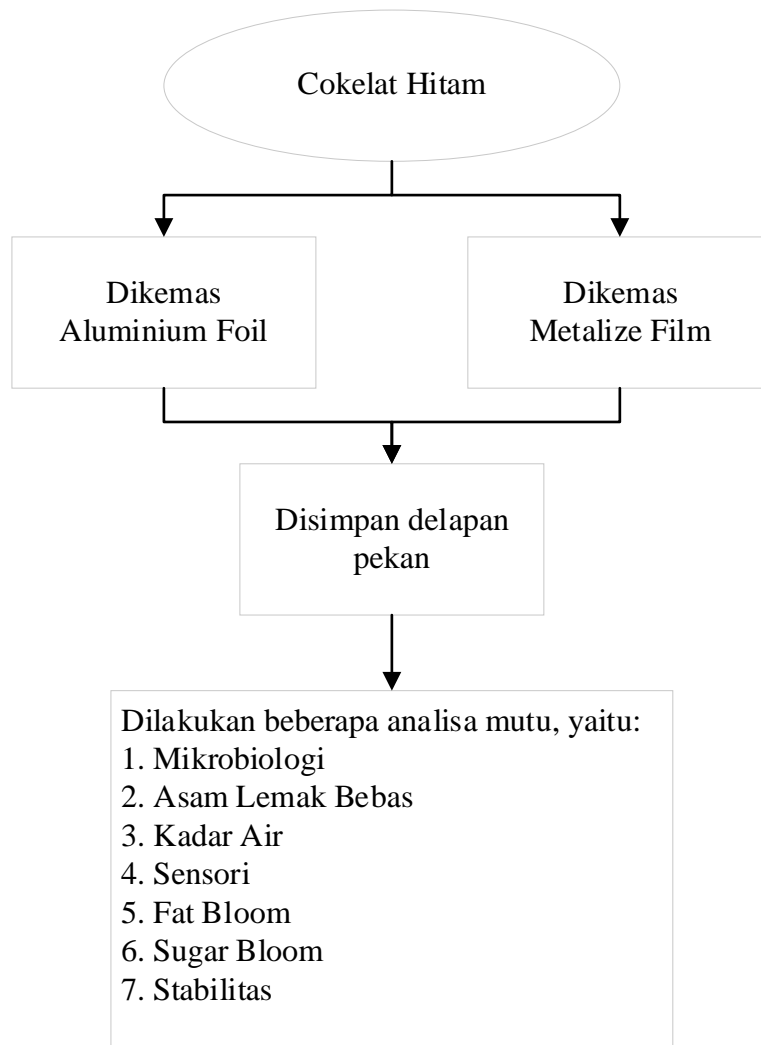 Cokelat Hitam
Dikemas
Aluminium Foil
Dikemas
Metalize Film
Disimpan delapan
pekan
Dilakukan beberapa analisa mutu, yaitu:
1. Mikrobiologi
2. Asam Lemak Bebas
3. Kadar Air
4. Sensori
5. Fat Bloom
6. Sugar Bloom
7. Stabilitas